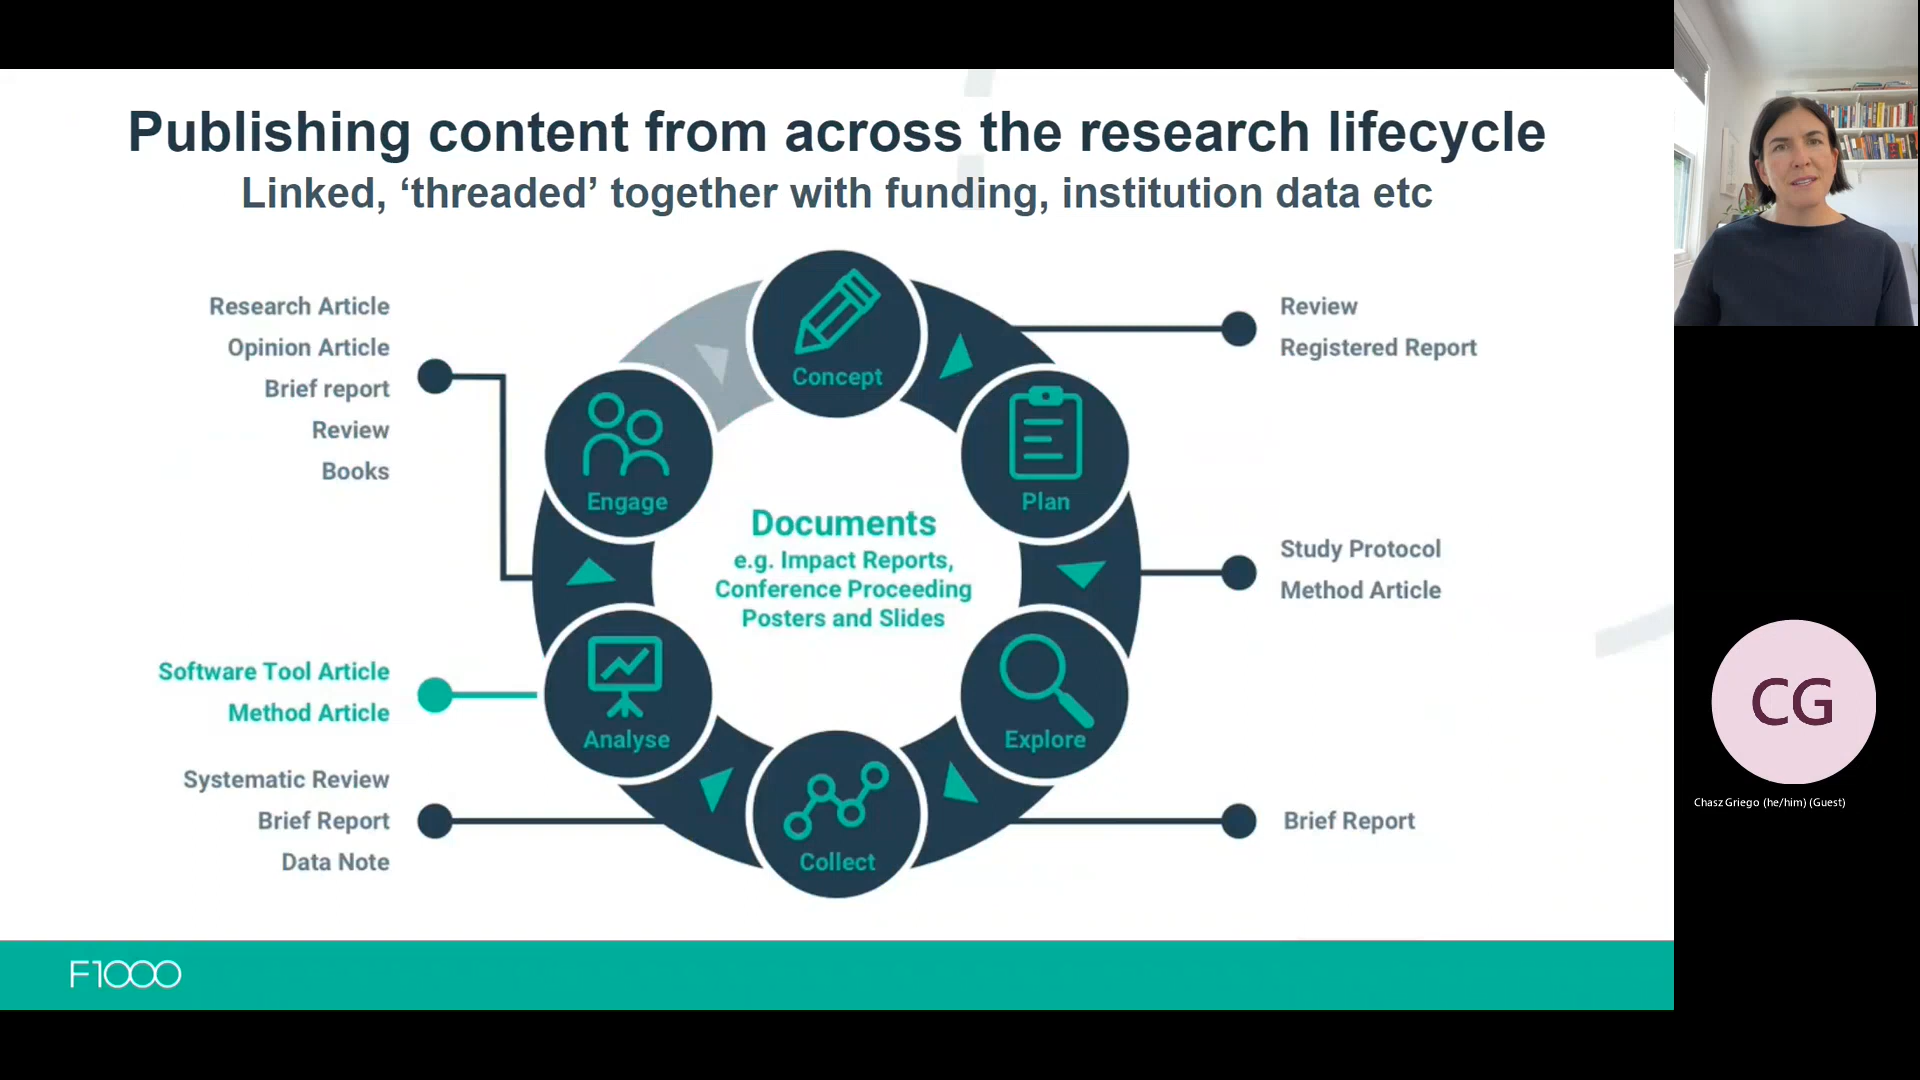 Publishing content from across the research lifecycle
Linked, ‘threaded’ together with funding, institution data etc
Research Article
Opinion Article
Brief report
Review
Books
Software Tool Article
Method Article
Systematic Review
Brief Report
Data Note
Concept
Plan
Explore
Collect
Analyse
Engage
Documents
e.g. Impact Reports,
Conference Proceeding
Posters and Slides
Review
Registered Report
Study Protocol
Method Article
Brief Report
F1000
CG
Chasz Griego (he/him) (Guest)